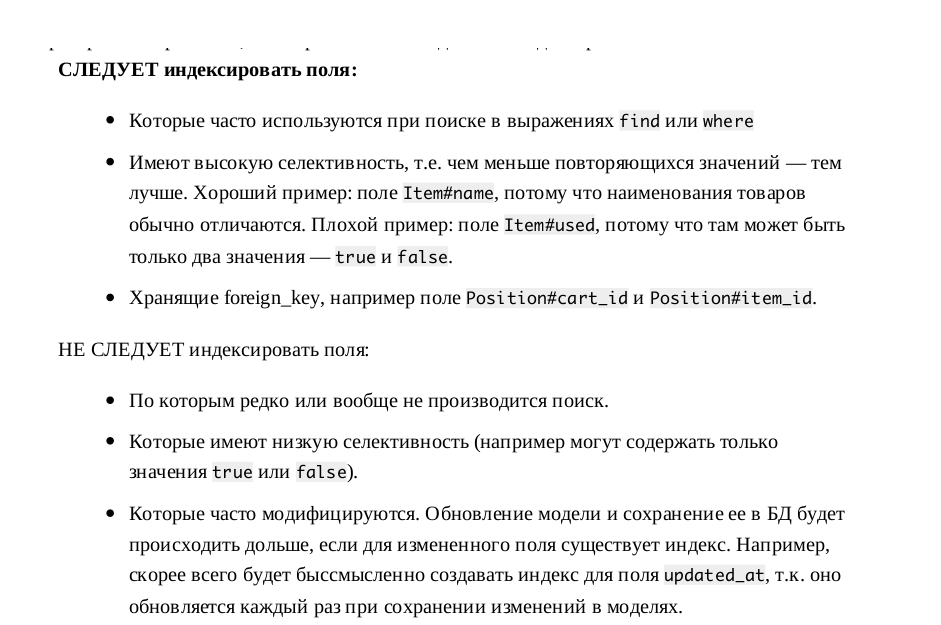 СЛЕДУЕТ индексировать поля:
• Которые часто используются при поиске в выражениях find или where
• Имеют высокую селективность, т.е. чем меньше повторяющихся значений — тем
лучше. Хороший пример: поле Item#name, потому что наименования товаров
обычно отличаются. Плохой пример: поле Item#used, потому что там может быть
только два значения — true и false.
• Хранящие foreign_key, например поле Position#cart_id и Position#item_id.
НЕ СЛЕДУЕТ индексировать поля:
• По которым редко или вообще не производится поиск.
• Которые имеют низкую селективность (например могут содержать только
значения true или false).
• Которые часто модифицируются. Обновление модели и сохранение ее в БД будет
происходить дольше, если для измененного поля существует индекс. Например,
скорее всего будет быссмысленно создавать индекс для поля updated_at, т.к. оно
обновляется каждый раз при сохранении изменений в моделях.